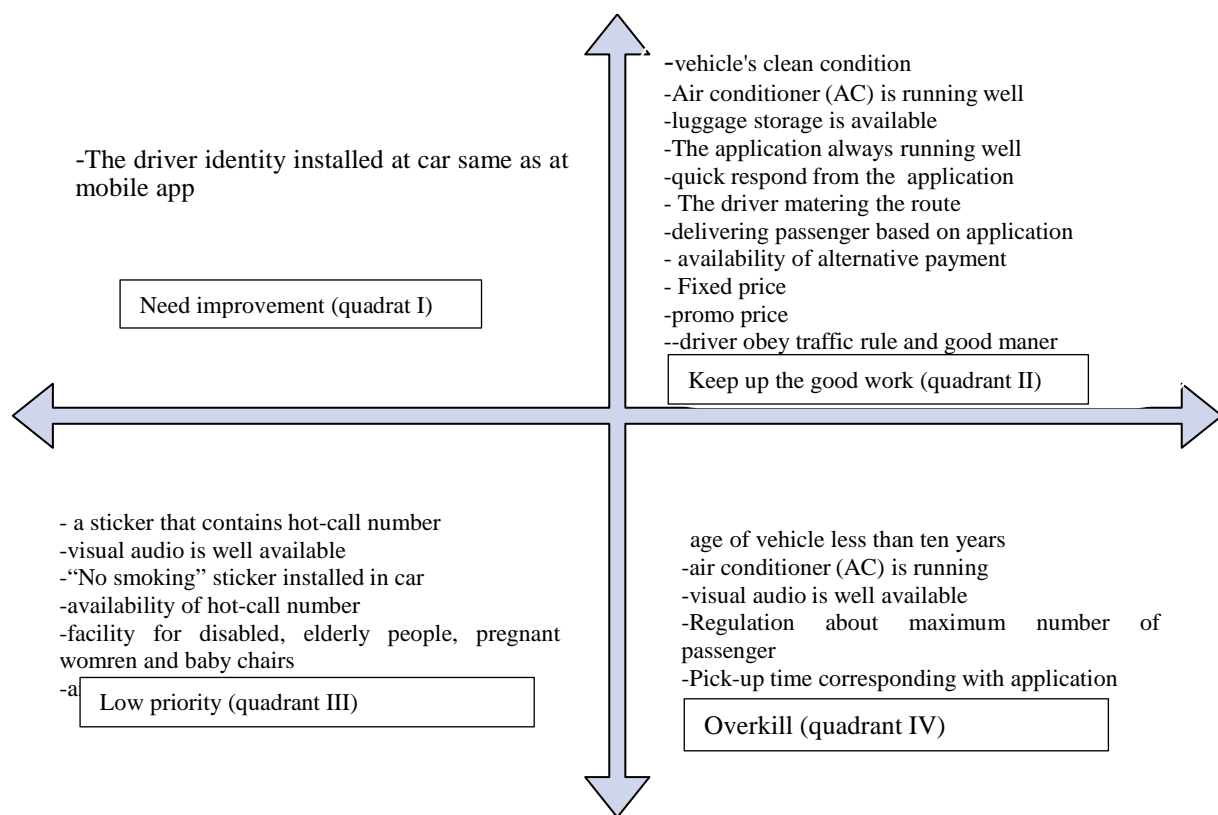 -The driver identity installed at car same as at
mobile app
Need improvement (quadrat I)
-vehicle's clean condition
-Air conditioner (AC) is running well
-luggage storage is available
-The application always running well
-quick respond from the application
- The driver matering the route
-delivering passenger based on application
- availability of alternative payment
- Fixed price
-promo price
--driver obey traffic rule and good maner
Keep up the good work (quadrant II)
- a sticker that contains hot-call number
-visual audio is well available
-“No smoking” sticker installed in car
-availability of hot-call number
-facility for disabled, elderly people, pregnant
womren and baby chairs
Low priority (quadrant III)
age of vehicle less than ten years
-air conditioner (AC) is running
-visual audio is well available
-Regulation about maximum number of
passenger
-Pick-up time corresponding with application
Overkill (quadrant IV)